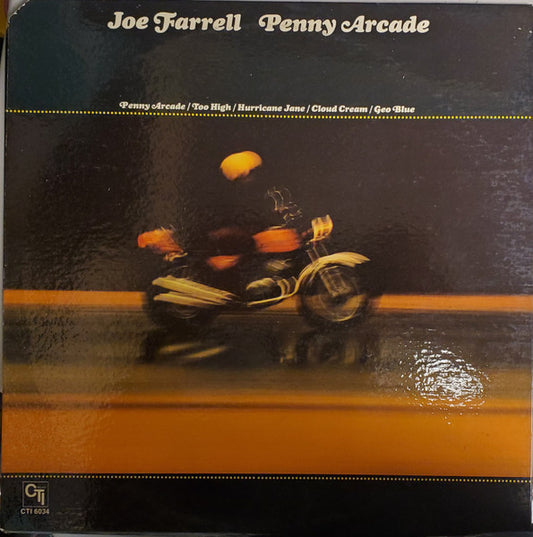 Joe Farrell Penny Arcade
Penny Arcade / Too High / Hurricane Jane / Cloud Cream / Geo Blue
CTI
CTI 6034